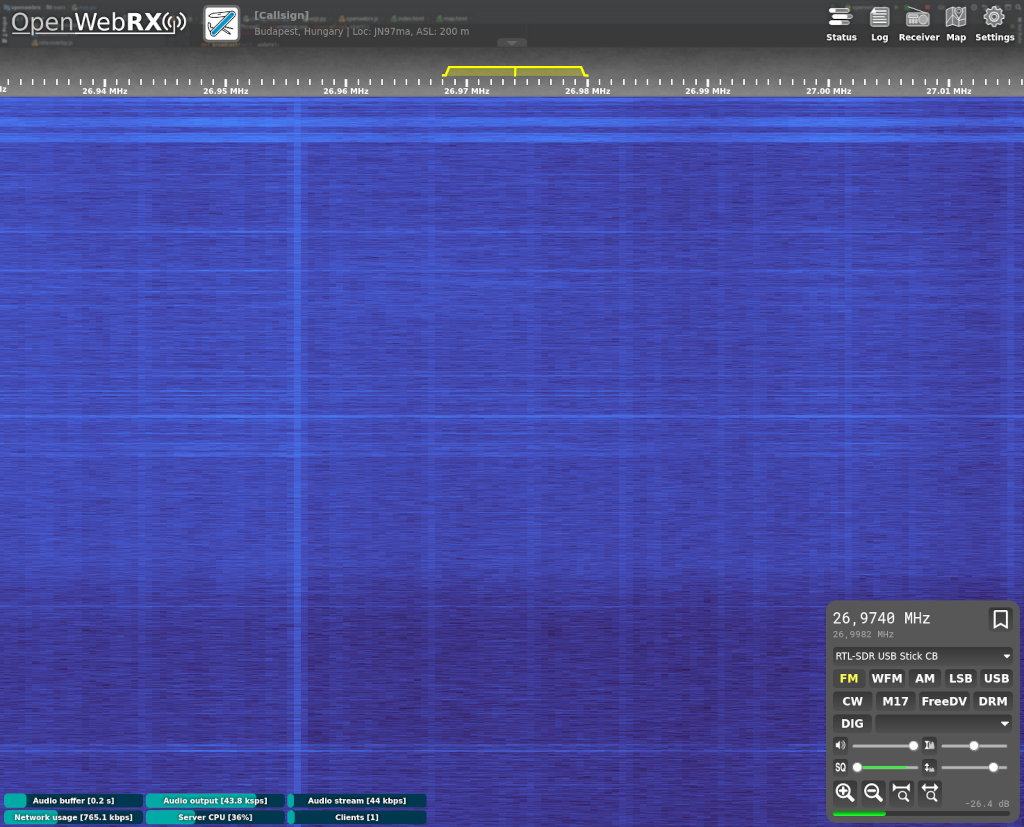 OpenWebRX
[Callsign]
Budapest, Hungary | Loc: JN97ma, ASL: 200 m
Status Log Receiver Map Settings
26.94 MHz 26.95 MHz 26.96 MHz 26.97 MHz 26.98 MHz 26.99 MHz 27.00 MHz 27.01 MHz
26,9740 MHz
26,9982 MHz
RTL-SDR USB Stick CB
FM WFM AM LSB USB
CW M17 FreeDV DRM
DIG
SQ
-26.4 dB
Audio buffer [0.2 s] Audio output [43.8 ksps] Audio stream [44 kbps]
Network usage [765.1 kbps] Server CPU [36%] Clients [1]